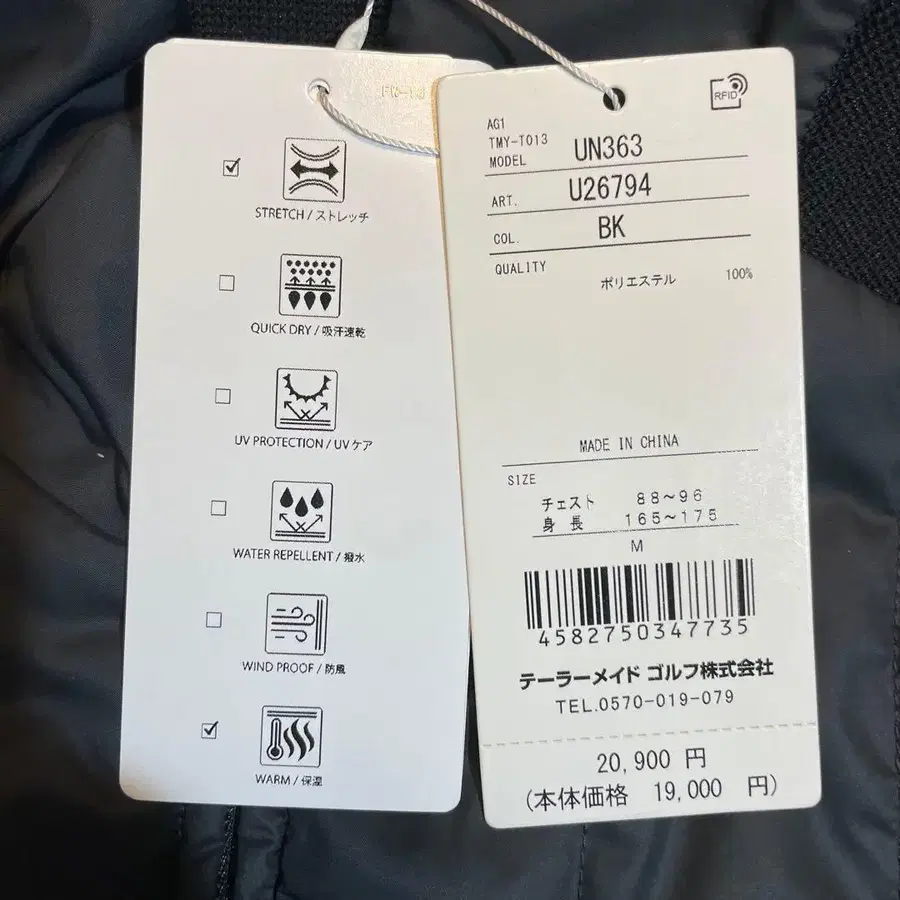 STRETCH / ストレッチ
QUICK DRY / 吸汗速乾
UV PROTECTION / UV ケア
WATER REPELLENT / 撥水
WIND PROOF / 防風
WARM / 保温
RFID
AG1
TMY-T013
MODEL UN363
ART. U26794
COL. BK
QUALITY
ポリエステル 100%
MADE IN CHINA
SIZE
チェスト 88~96
身長 165~175
M
4582750347735
テーラーメイド ゴルフ株式会社
TEL.0570-019-079
20,900 円
(本体価格 19,000 円)